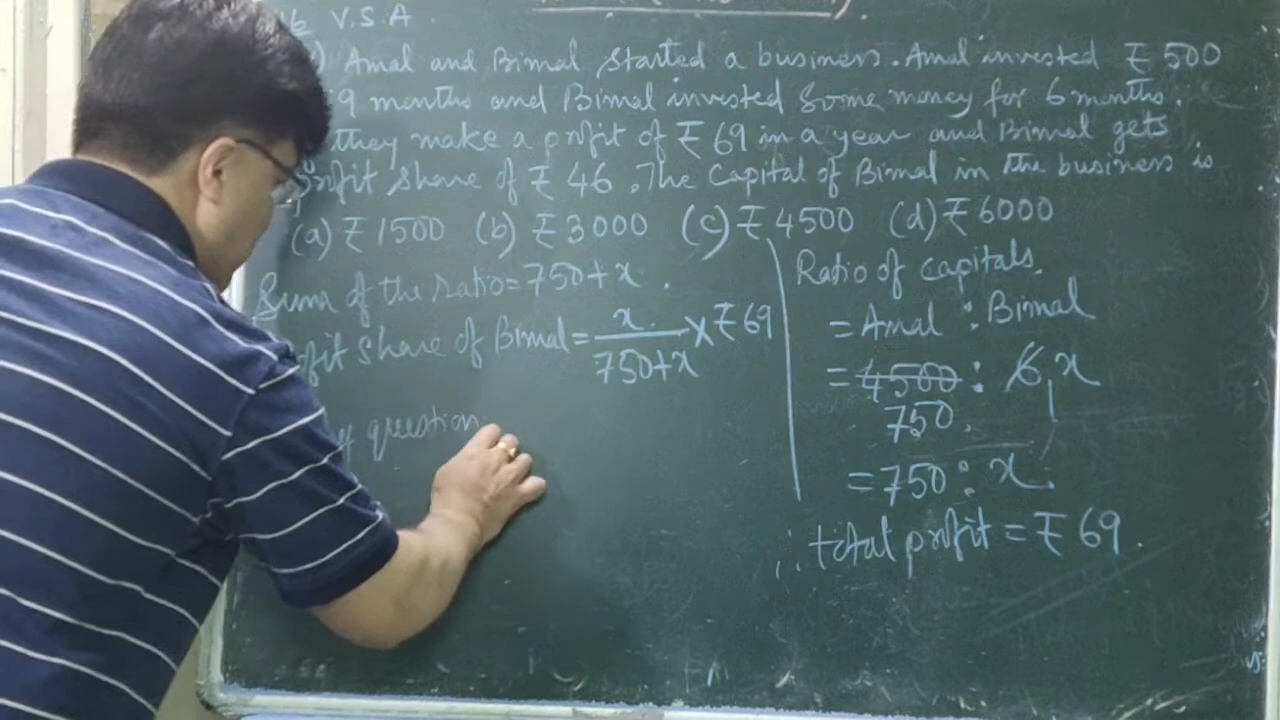 V.S.A.
) Amal and Bimal started a business. Amal invested ₹ 500
9 months and Bimal invested some money for 6 months.
they make a profit of ₹ 69 in a year and Bimal gets
profit share of ₹ 46. The capital of Bimal in the business is
(a) ₹ 1500 (b) ₹ 3000 (c) ₹ 4500 (d) ₹ 6000
Sum of the ratio = 750 + x.
fit share of Bimal = x / 750+x × ₹ 69
question
Ratio of capitals.
= Amal : Bimal
= 4500 : 6 1 x
750
= 750 : x.
∴ total profit = ₹ 69.